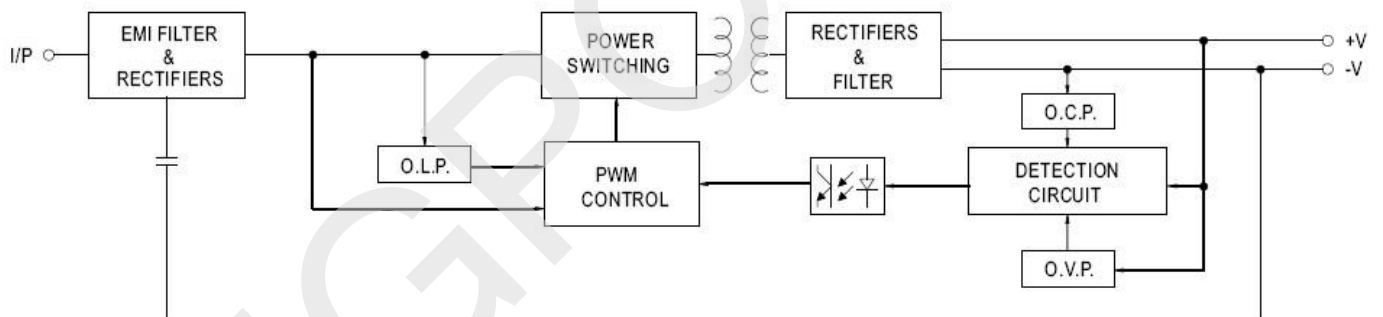 I/P
EMI FILTER
&
RECTIFIERS
POWER
SWITCHING
RECTIFIERS
&
FILTER
+V
-V
O.C.P.
O.L.P.
PWM
CONTROL
DETECTION
CIRCUIT
O.V.P.